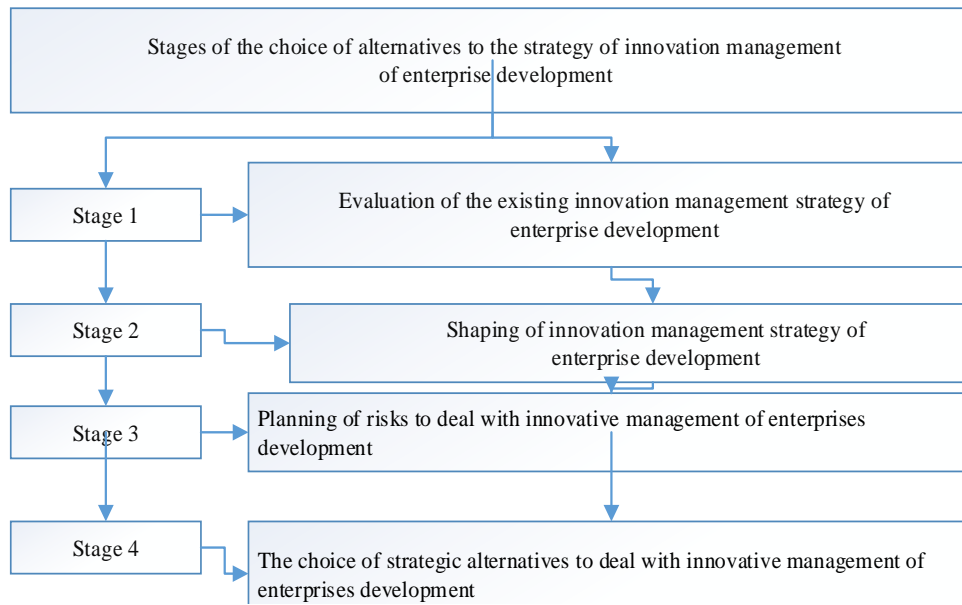 Stages of the choice of alternatives to the strategy of innovation management
of enterprise development
Stage 1
Evaluation of the existing innovation management strategy of
enterprise development
Stage 2
Shaping of innovation management strategy of
enterprise development
Stage 3
Planning of risks to deal with innovative management of enterprises
development
Stage 4
The choice of strategic alternatives to deal with innovative management of
enterprises development